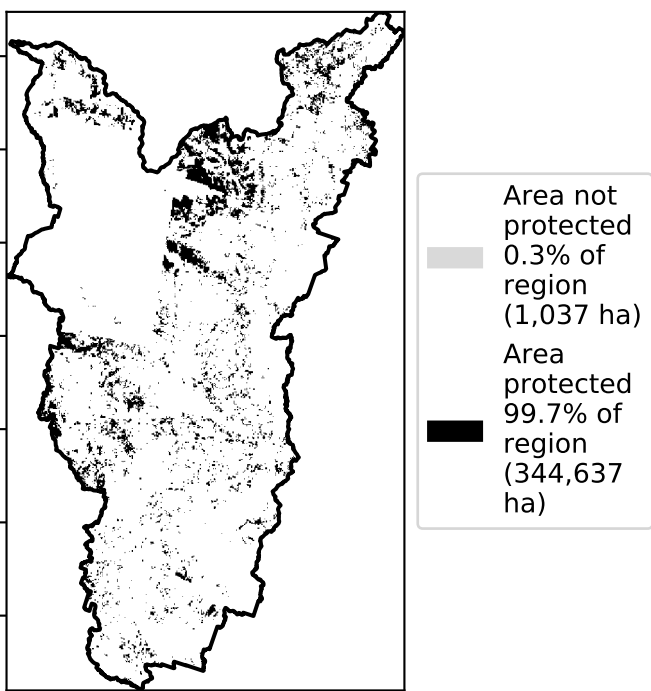 Area not
protected
0.3% of
region
(1,037 ha)
Area
protected
99.7% of
region
(344,637
ha)